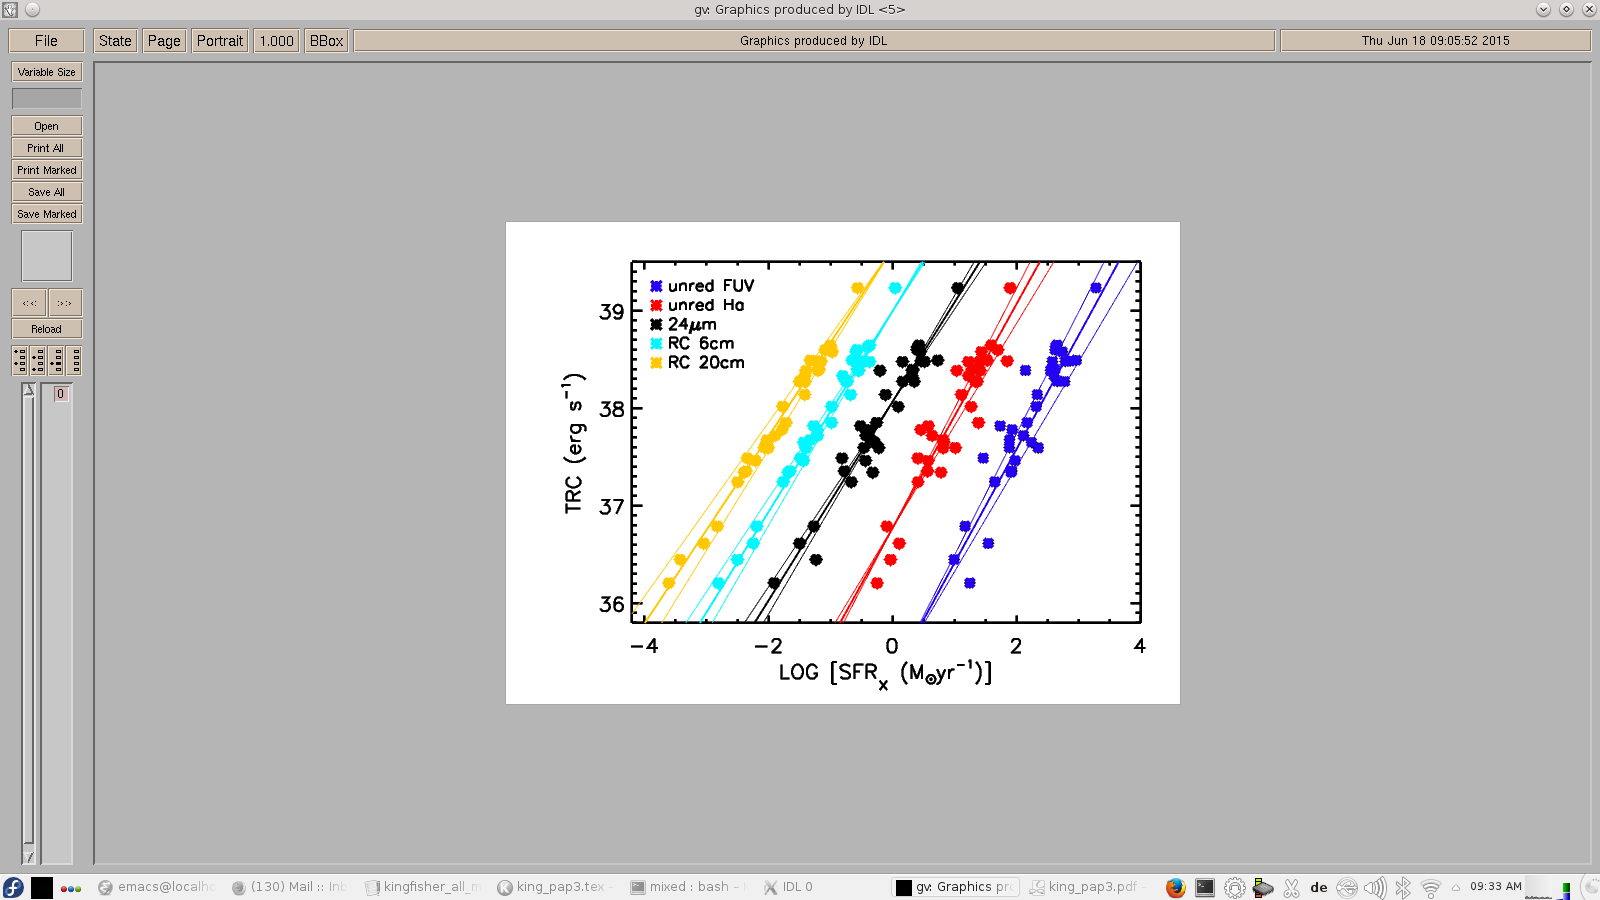 gv: Graphics produced by IDL <5>
File State Page Portrait 1.000 BBox Graphics produced by IDL Thu Jun 18 09:05:52 2015
Variable Size
Open
Print All
Print Marked
Save All
Save Marked
<< >>
Reload
0
unred FUV
unred Ha
24μm
RC 6cm
RC 20cm
39
38
37
36
TRC (erg s⁻¹)
−4 −2 0 2 4
LOG [SFRₓ (M⊙yr⁻¹)]
emacs@localho (130) Mail :: Inb kingfisher_all_m king_pap3.tex mixed : bash – IDL 0 gv: Graphics pro king_pap3.pdf de 09:33 AM